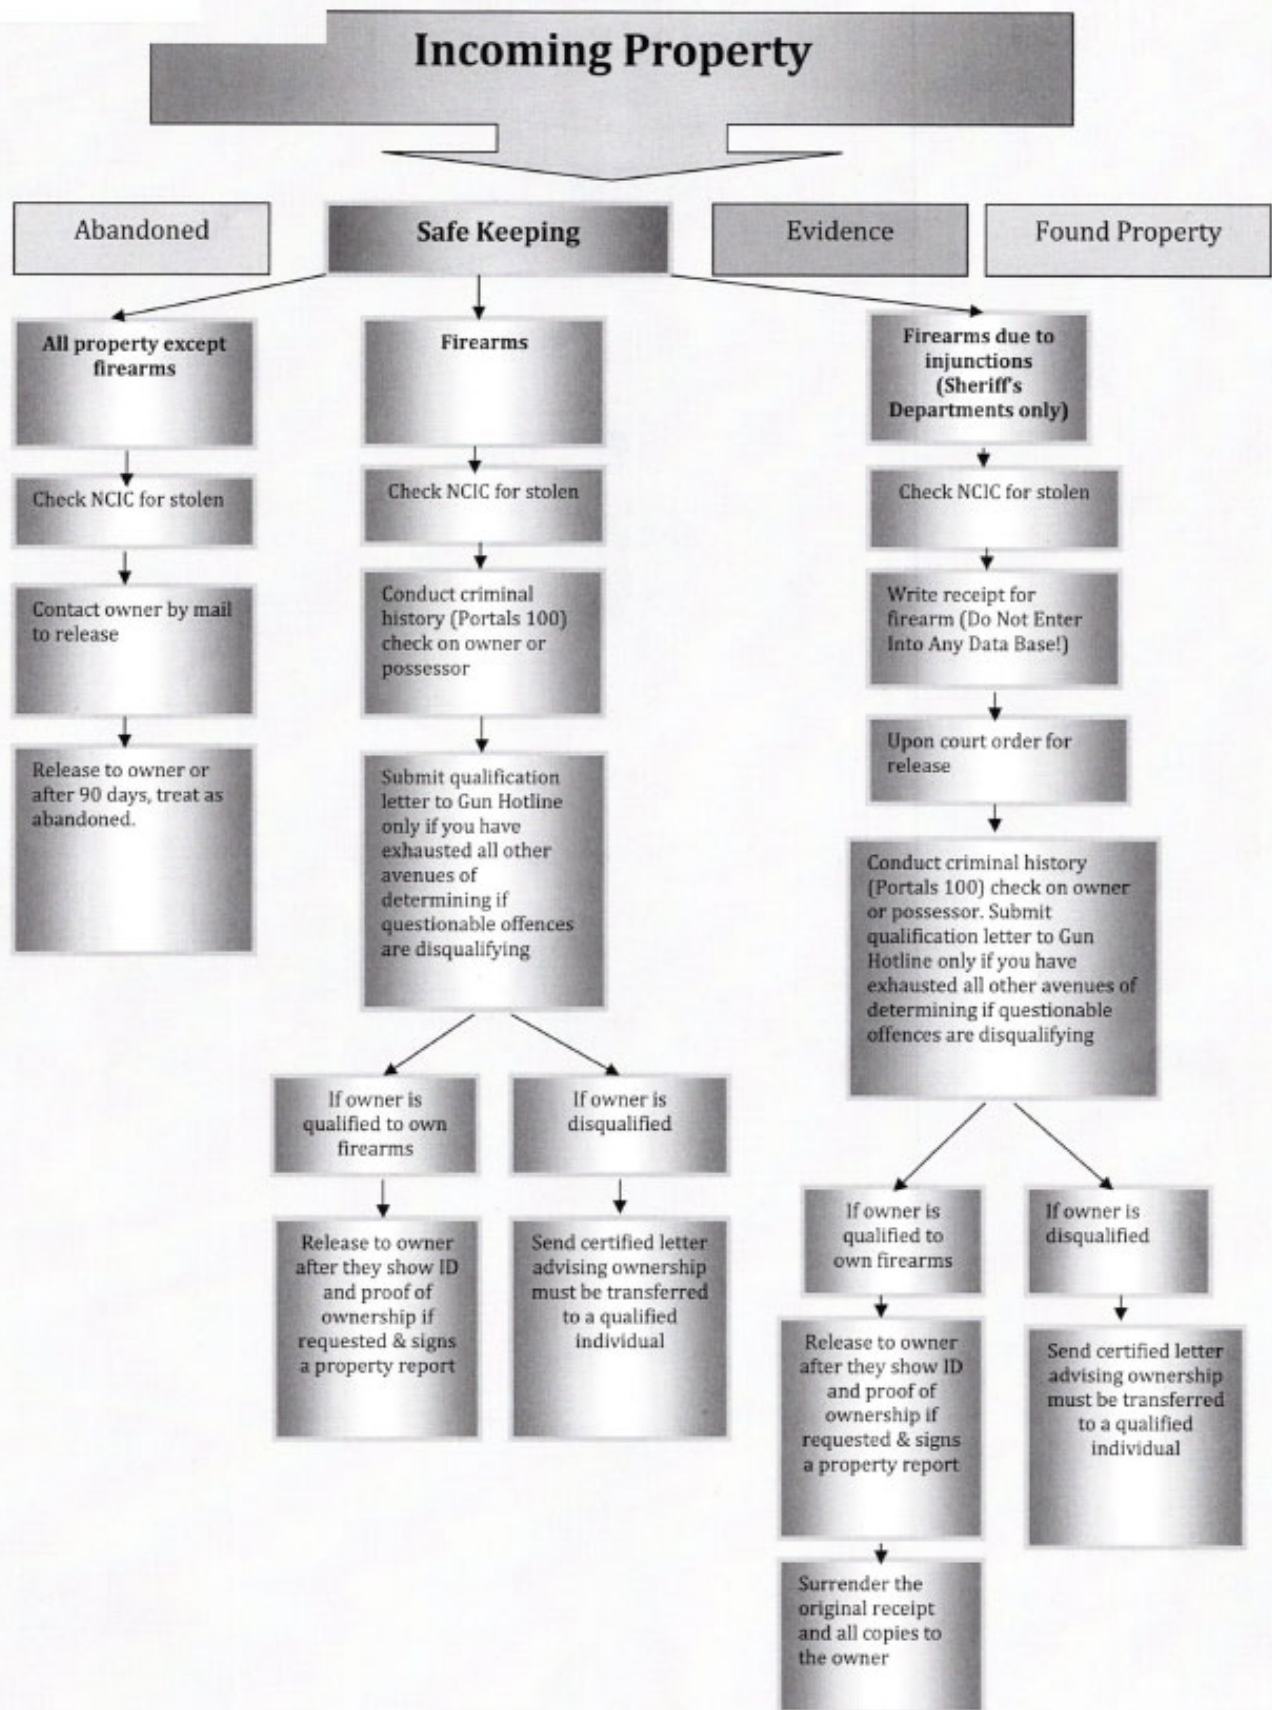 Incoming Property
Abandoned
Safe Keeping
Evidence
Found Property
All property except
firearms
Check NCIC for stolen
Contact owner by mail
to release
Release to owner or
after 90 days, treat as
abandoned.
Firearms
Check NCIC for stolen
Conduct criminal
history (Portals 100)
check on owner or
possessor
Submit qualification
letter to Gun Hotline
only if you have
exhausted all other
avenues of
determining if
questionable offences
are disqualifying
If owner is
qualified to own
firearms
Release to owner
after they show ID
and proof of
ownership if
requested & signs
a property report
If owner is
disqualified
Send certified letter
advising ownership
must be transferred
to a qualified
individual
Firearms due to
injunctions
(Sheriff's
Departments only)
Check NCIC for stolen
Write receipt for
firearm (Do Not Enter
Into Any Data Base!)
Upon court order for
release
Conduct criminal history
(Portals 100) check on owner
or possessor. Submit
qualification letter to Gun
Hotline only if you have
exhausted all other avenues of
determining if questionable
offences are disqualifying
If owner is
qualified to
own firearms
Release to owner
after they show ID
and proof of
ownership if
requested & signs
a property report
Surrender the
original receipt
and all copies to
the owner
If owner is
disqualified
Send certified letter
advising ownership
must be transferred
to a qualified
individual